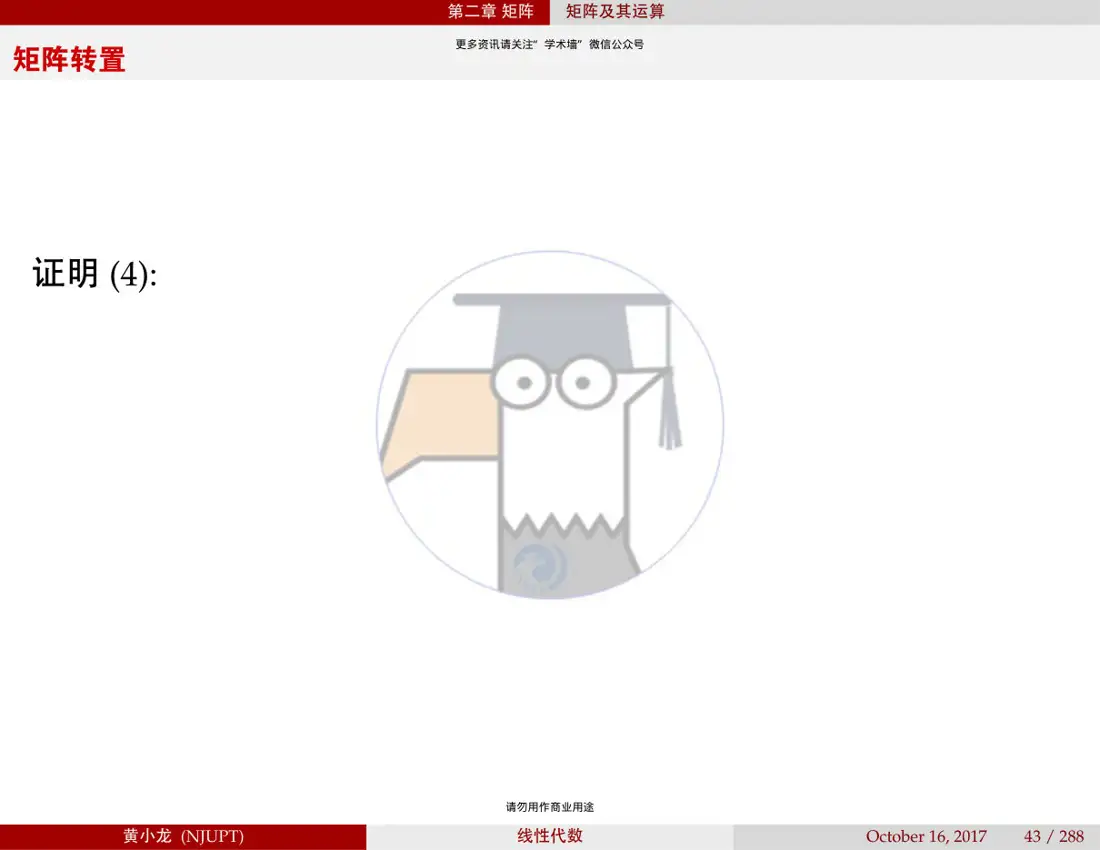 第二章 矩阵 矩阵及其运算
更多资讯请关注“学术墙”微信公众号
矩阵转置
证明 (4):
请勿用作商业用途
黄小龙 (NJUPT) 线性代数 October 16, 2017 43 / 288